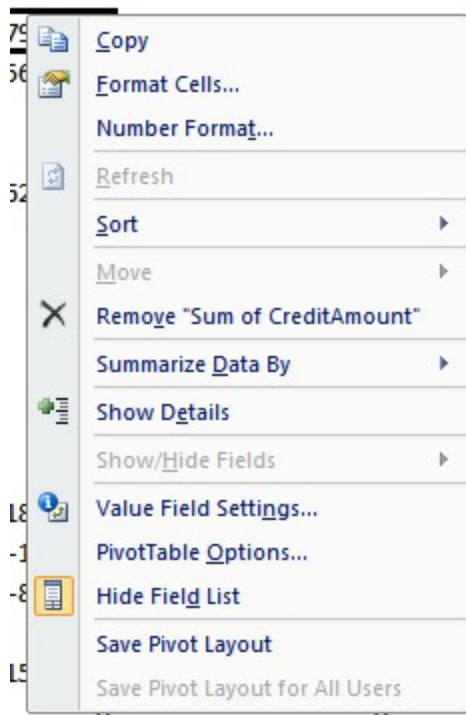 Copy
Format Cells...
Number Format...
Refresh
Sort
Move
Remove "Sum of CreditAmount"
Summarize Data By
Show Details
Show/Hide Fields
Value Field Settings...
PivotTable Options...
Hide Field List
Save Pivot Layout
Save Pivot Layout for All Users